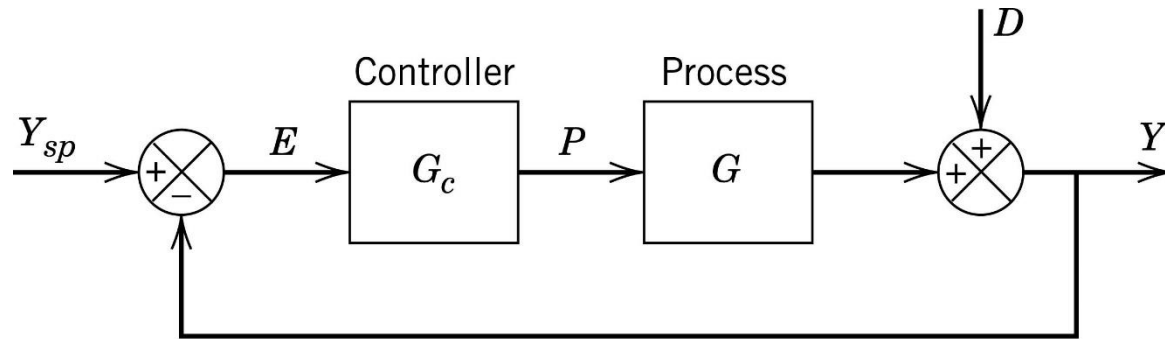 D
Controller
Process
Y_sp
E
G_c
P
G
Y
+
−
+
+